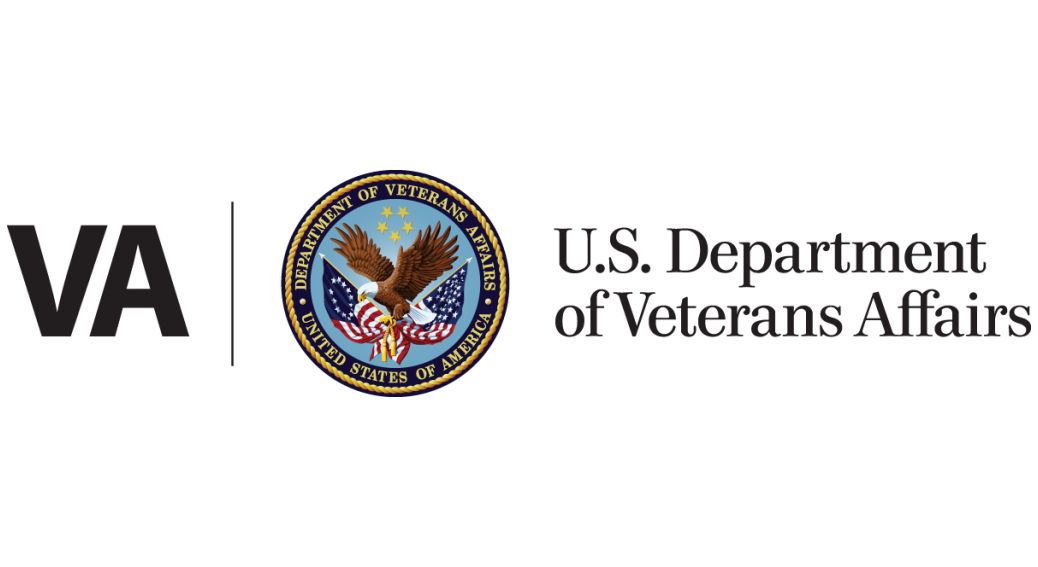 VA
DEPARTMENT OF VETERANS AFFAIRS
UNITED STATES OF AMERICA
U.S. Department
of Veterans Affairs